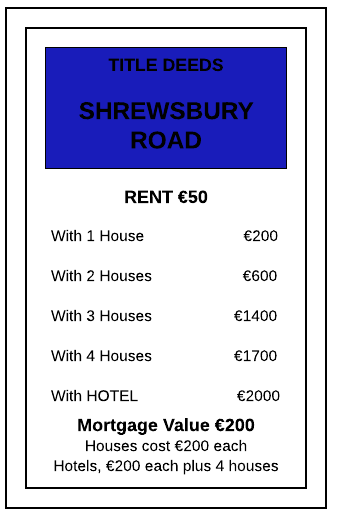 TITLE DEEDS
SHREWSBURY
ROAD
RENT €50
With 1 House €200
With 2 Houses €600
With 3 Houses €1400
With 4 Houses €1700
With HOTEL €2000
Mortgage Value €200
Houses cost €200 each
Hotels, €200 each plus 4 houses